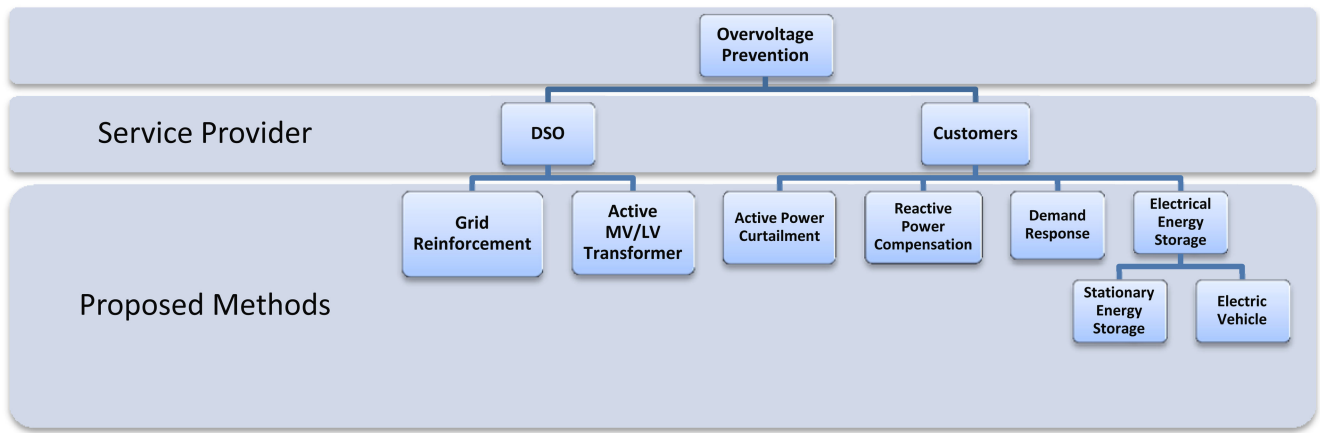 Overvoltage
Prevention
Service Provider
DSO
Customers
Proposed Methods
Grid
Reinforcement
Active
MV/LV
Transformer
Active Power
Curtailment
Reactive
Power
Compensation
Demand
Response
Electrical
Energy
Storage
Stationary
Energy
Storage
Electric
Vehicle